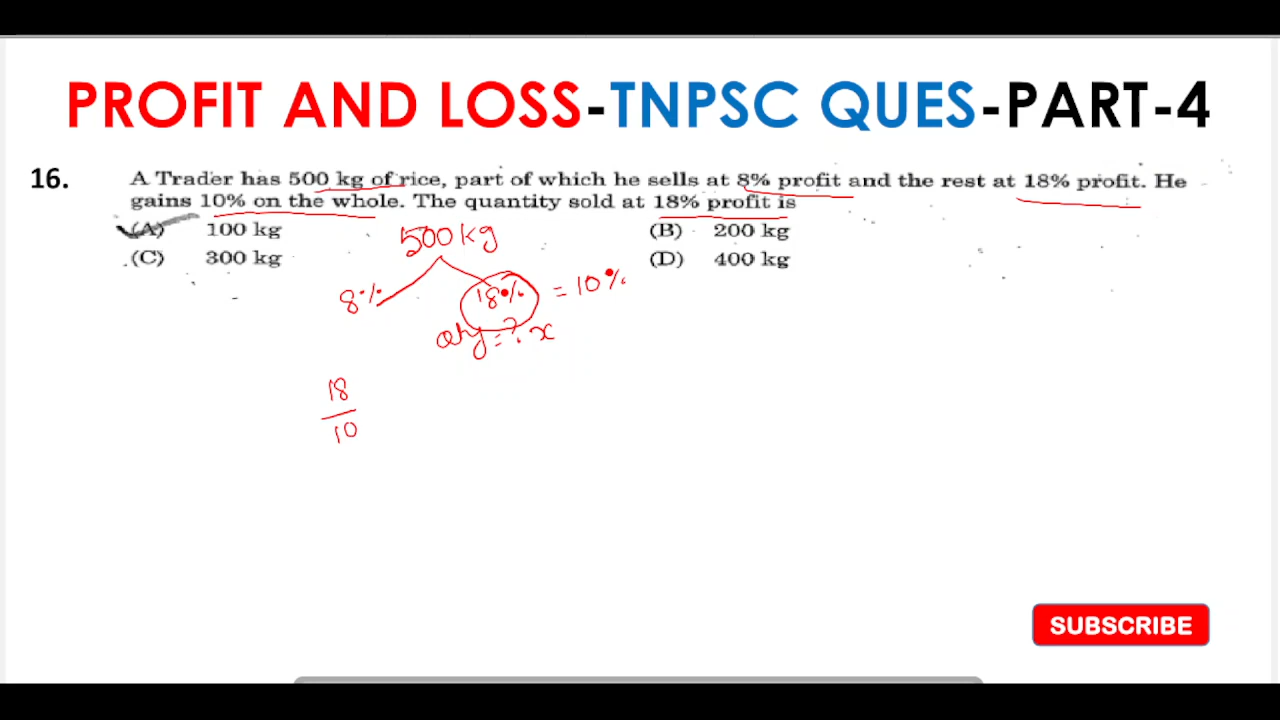 PROFIT AND LOSS-TNPSC QUES-PART-4
16. A Trader has 500 kg of rice, part of which he sells at 8% profit and the rest at 18% profit. He
gains 10% on the whole. The quantity sold at 18% profit is
(A) 100 kg (B) 200 kg
(C) 300 kg (D) 400 kg
500 kg
8% 18% = 10%
qty = ? x
18
10
SUBSCRIBE